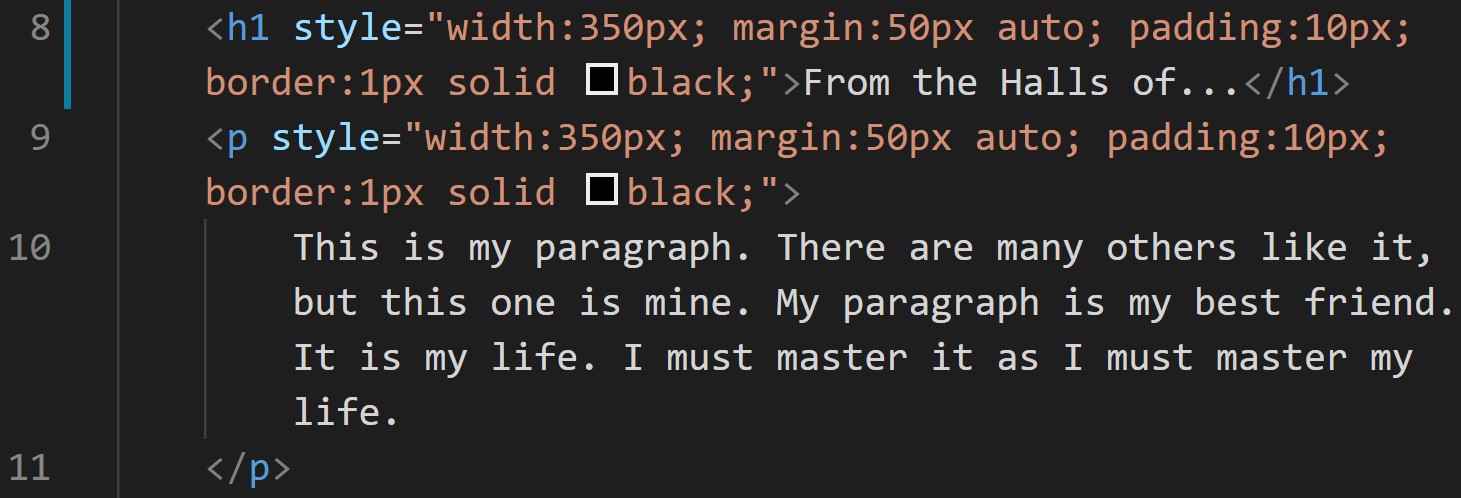 8 <h1 style="width:350px; margin:50px auto; padding:10px;
border:1px solid black;">From the Halls of...</h1>
9 <p style="width:350px; margin:50px auto; padding:10px;
border:1px solid black;">
10 This is my paragraph. There are many others like it,
but this one is mine. My paragraph is my best friend.
It is my life. I must master it as I must master my
life.
11 </p>